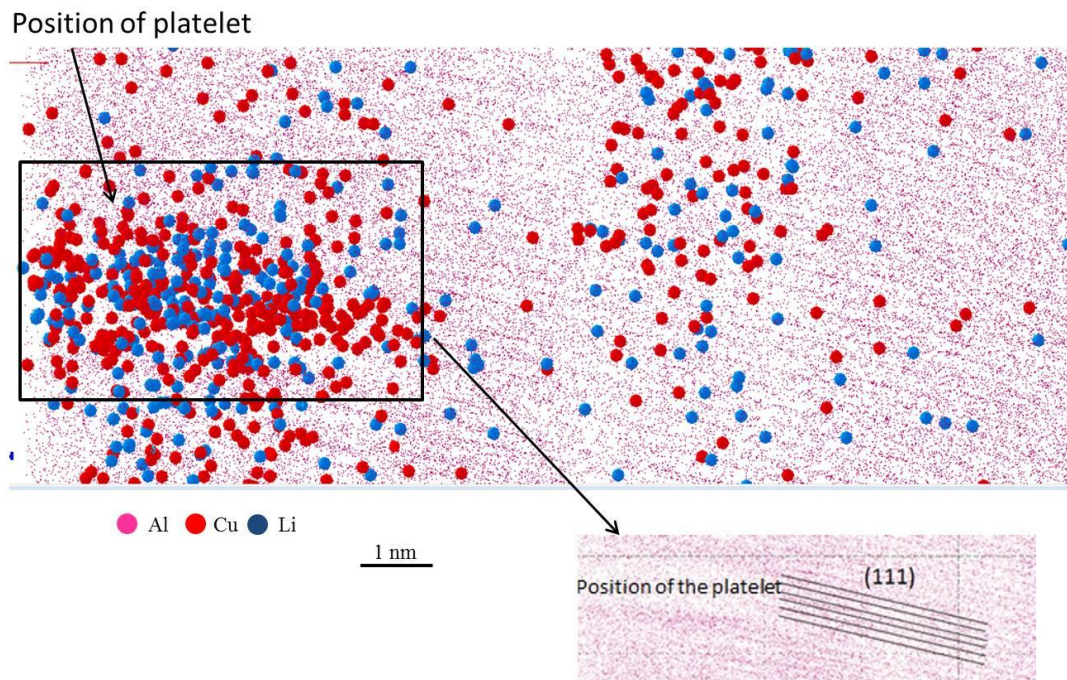 Position of platelet
Al Cu Li
1 nm
Position of the platelet
(111)